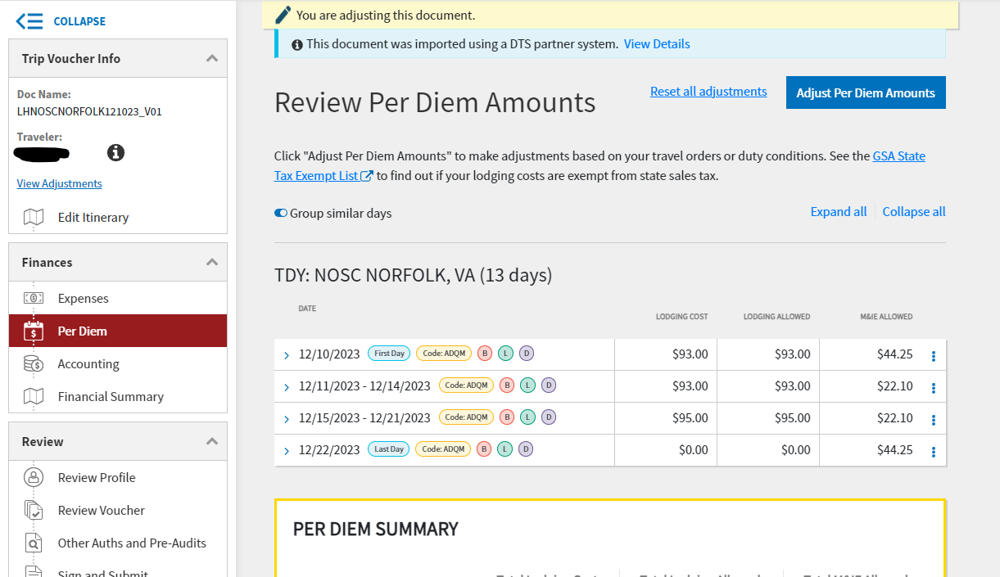 COLLAPSE
Trip Voucher Info
Doc Name:
LHNOSCNORFOLK121023_V01
Traveler:
View Adjustments
Edit Itinerary
Finances
Expenses
Per Diem
Accounting
Financial Summary
Review
Review Profile
Review Voucher
Other Auths and Pre-Audits
Sign and Submit
You are adjusting this document.
This document was imported using a DTS partner system. View Details
Review Per Diem Amounts
Reset all adjustments
Adjust Per Diem Amounts
Click "Adjust Per Diem Amounts" to make adjustments based on your travel orders or duty conditions. See the GSA State
Tax Exempt List to find out if your lodging costs are exempt from state sales tax.
Group similar days
Expand all Collapse all
TDY: NOSC NORFOLK, VA (13 days)
DATE LODGING COST LODGING ALLOWED M&IE ALLOWED
12/10/2023 First Day Code: ADQM B L D $93.00 $93.00 $44.25
12/11/2023 - 12/14/2023 Code: ADQM B L D $93.00 $93.00 $22.10
12/15/2023 - 12/21/2023 Code: ADQM B L D $95.00 $95.00 $22.10
12/22/2023 Last Day Code: ADQM B L D $0.00 $0.00 $44.25
PER DIEM SUMMARY